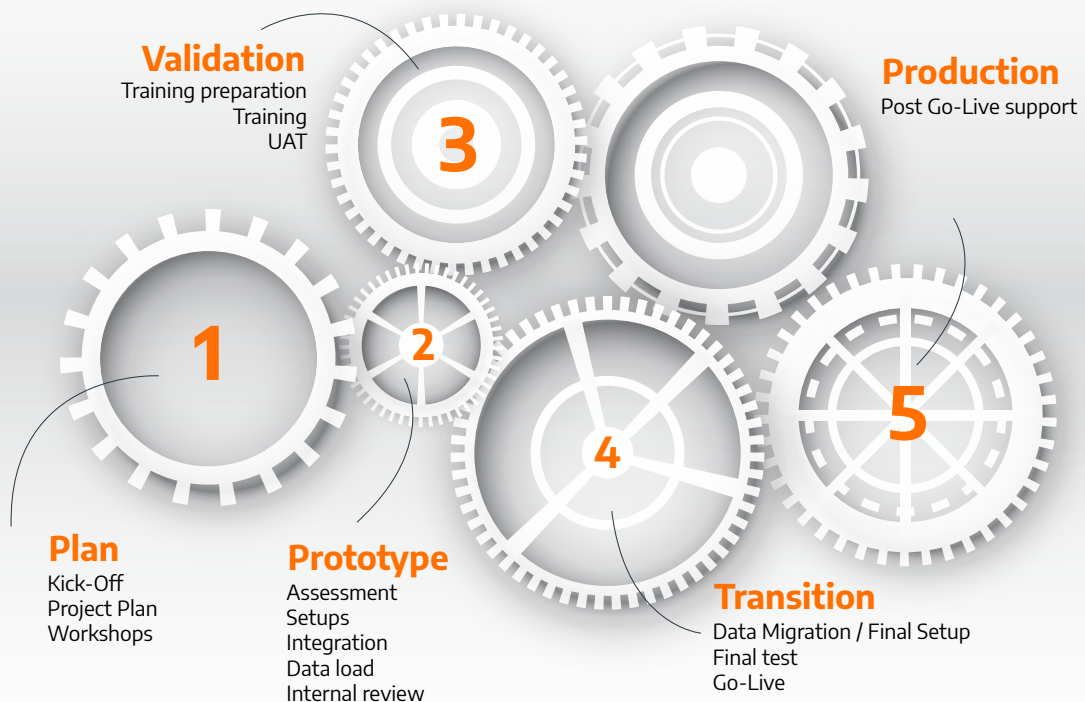 Validation
Training preparation
Training
UAT
3
Production
Post Go-Live support
1
2
4
5
Plan
Kick-Off
Project Plan
Workshops
Prototype
Assessment
Setups
Integration
Data load
Internal review
Transition
Data Migration / Final Setup
Final test
Go-Live